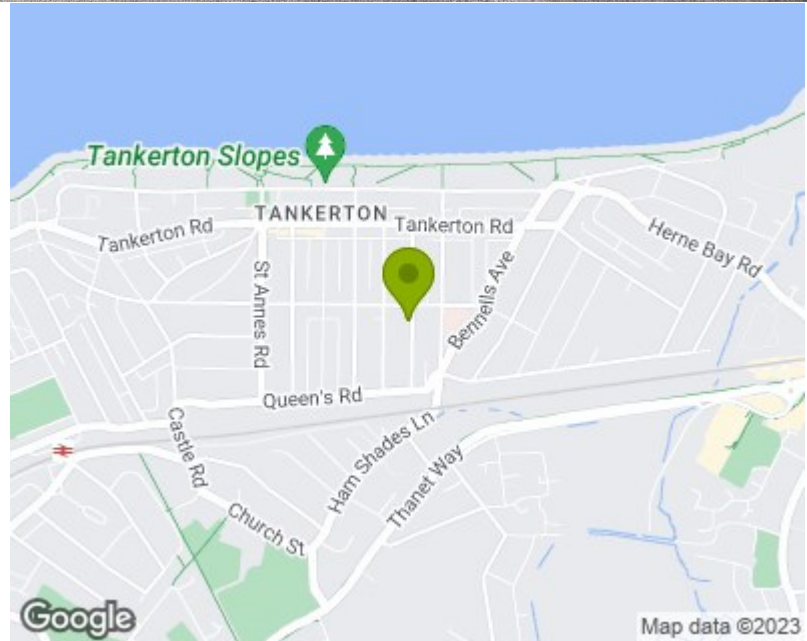 Tankerton Slopes
TANKERTON
Tankerton Rd
Tankerton Rd
Herne Bay Rd
St Annes Rd
Bennells Ave
Queen's Rd
Castle Rd
Ham Shades Ln
Thanet Way
Church St
Google
Map data ©2023